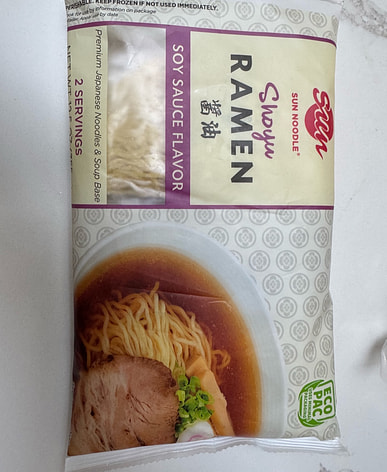 KEEP FROZEN IF NOT USED IMMEDIATELY.
Sun
SUN NOODLE®
Shoyu
RAMEN
醤油
SOY SAUCE FLAVOR
Premium Japanese Noodles & Soup Base
2 SERVINGS
ECO
PAC